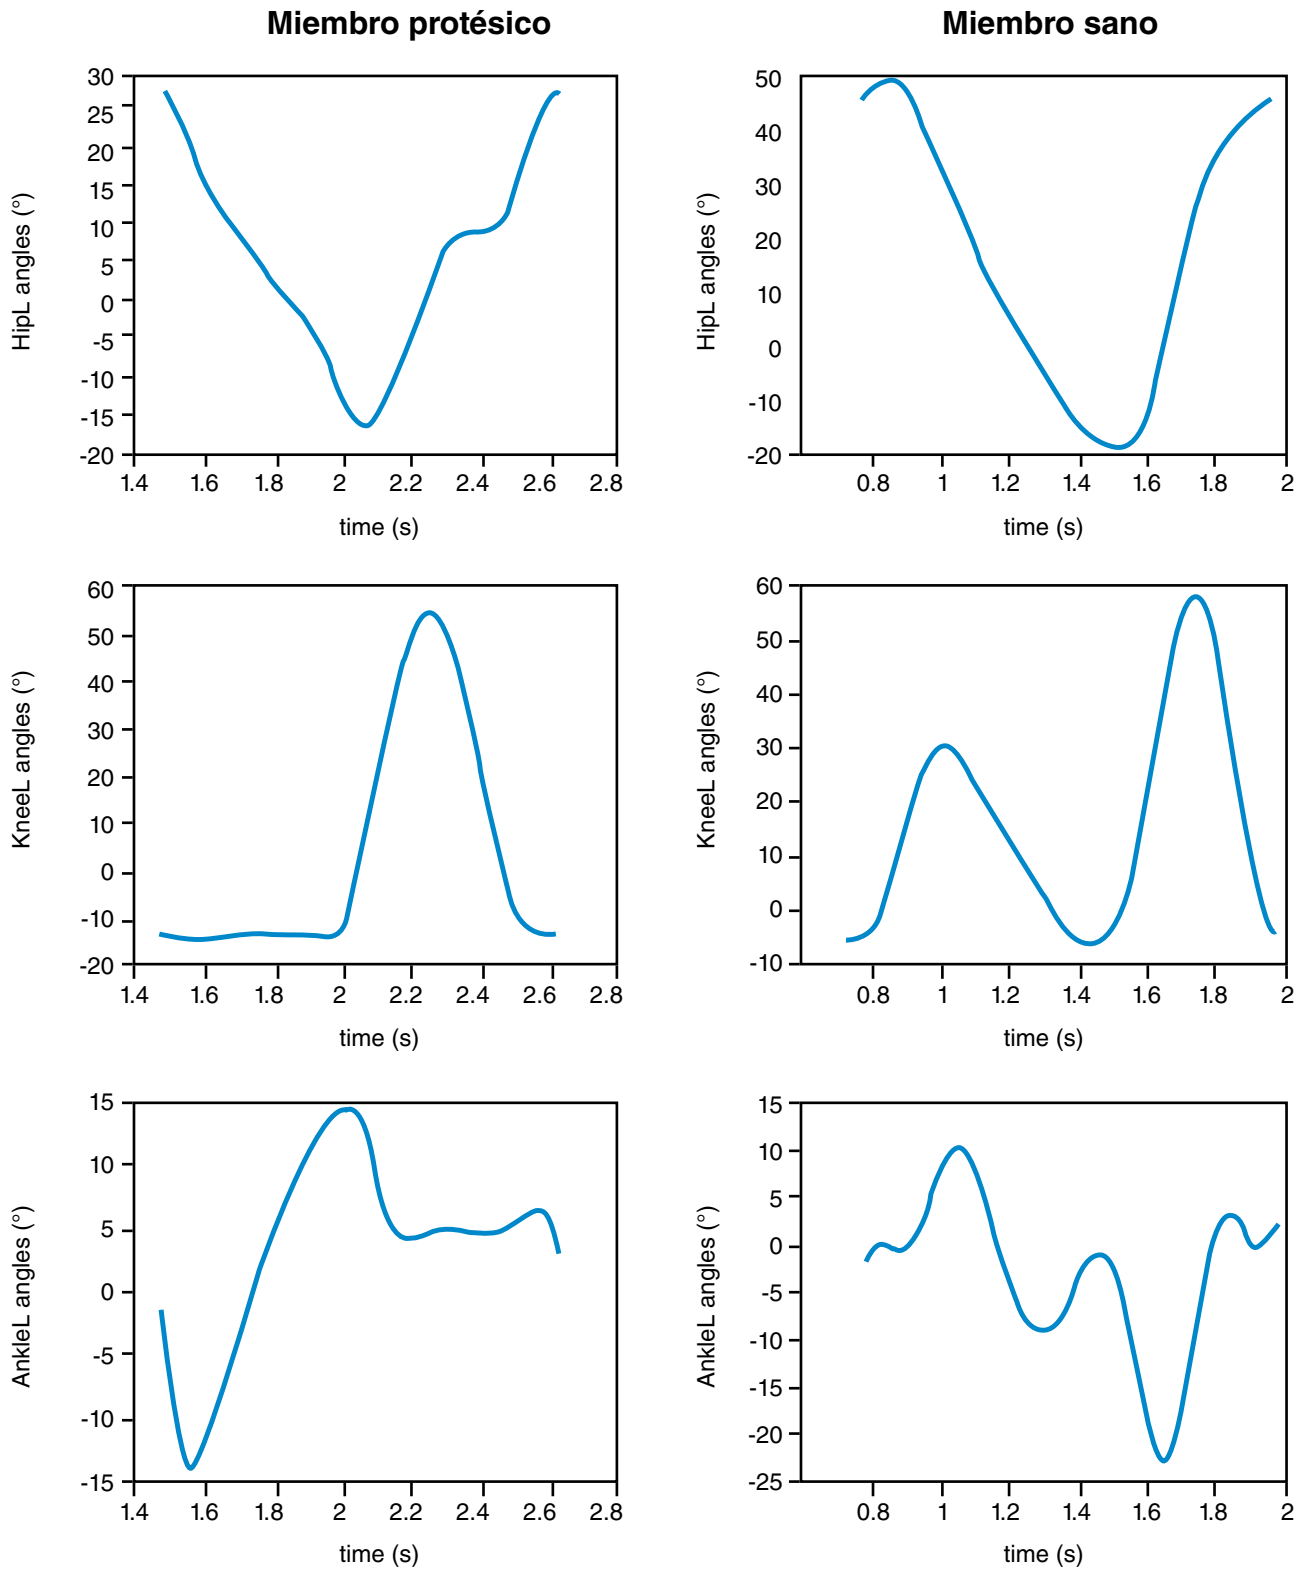 Miembro protésico
Miembro sano
HipL angles (°)
30
25
20
15
10
5
0
-5
-10
-15
-20
1.4 1.6 1.8 2 2.2 2.4 2.6 2.8
time (s)
HipL angles (°)
50
40
30
20
10
0
-10
-20
0.8 1 1.2 1.4 1.6 1.8 2
time (s)
KneeL angles (°)
60
50
40
30
20
10
0
-10
-20
1.4 1.6 1.8 2 2.2 2.4 2.6 2.8
time (s)
KneeL angles (°)
60
50
40
30
20
10
0
-10
0.8 1 1.2 1.4 1.6 1.8 2
time (s)
AnkleL angles (°)
15
10
5
0
-5
-10
-15
1.4 1.6 1.8 2 2.2 2.4 2.6 2.8
time (s)
AnkleL angles (°)
15
10
5
0
-5
-10
-15
-20
-25
0.8 1 1.2 1.4 1.6 1.8 2
time (s)